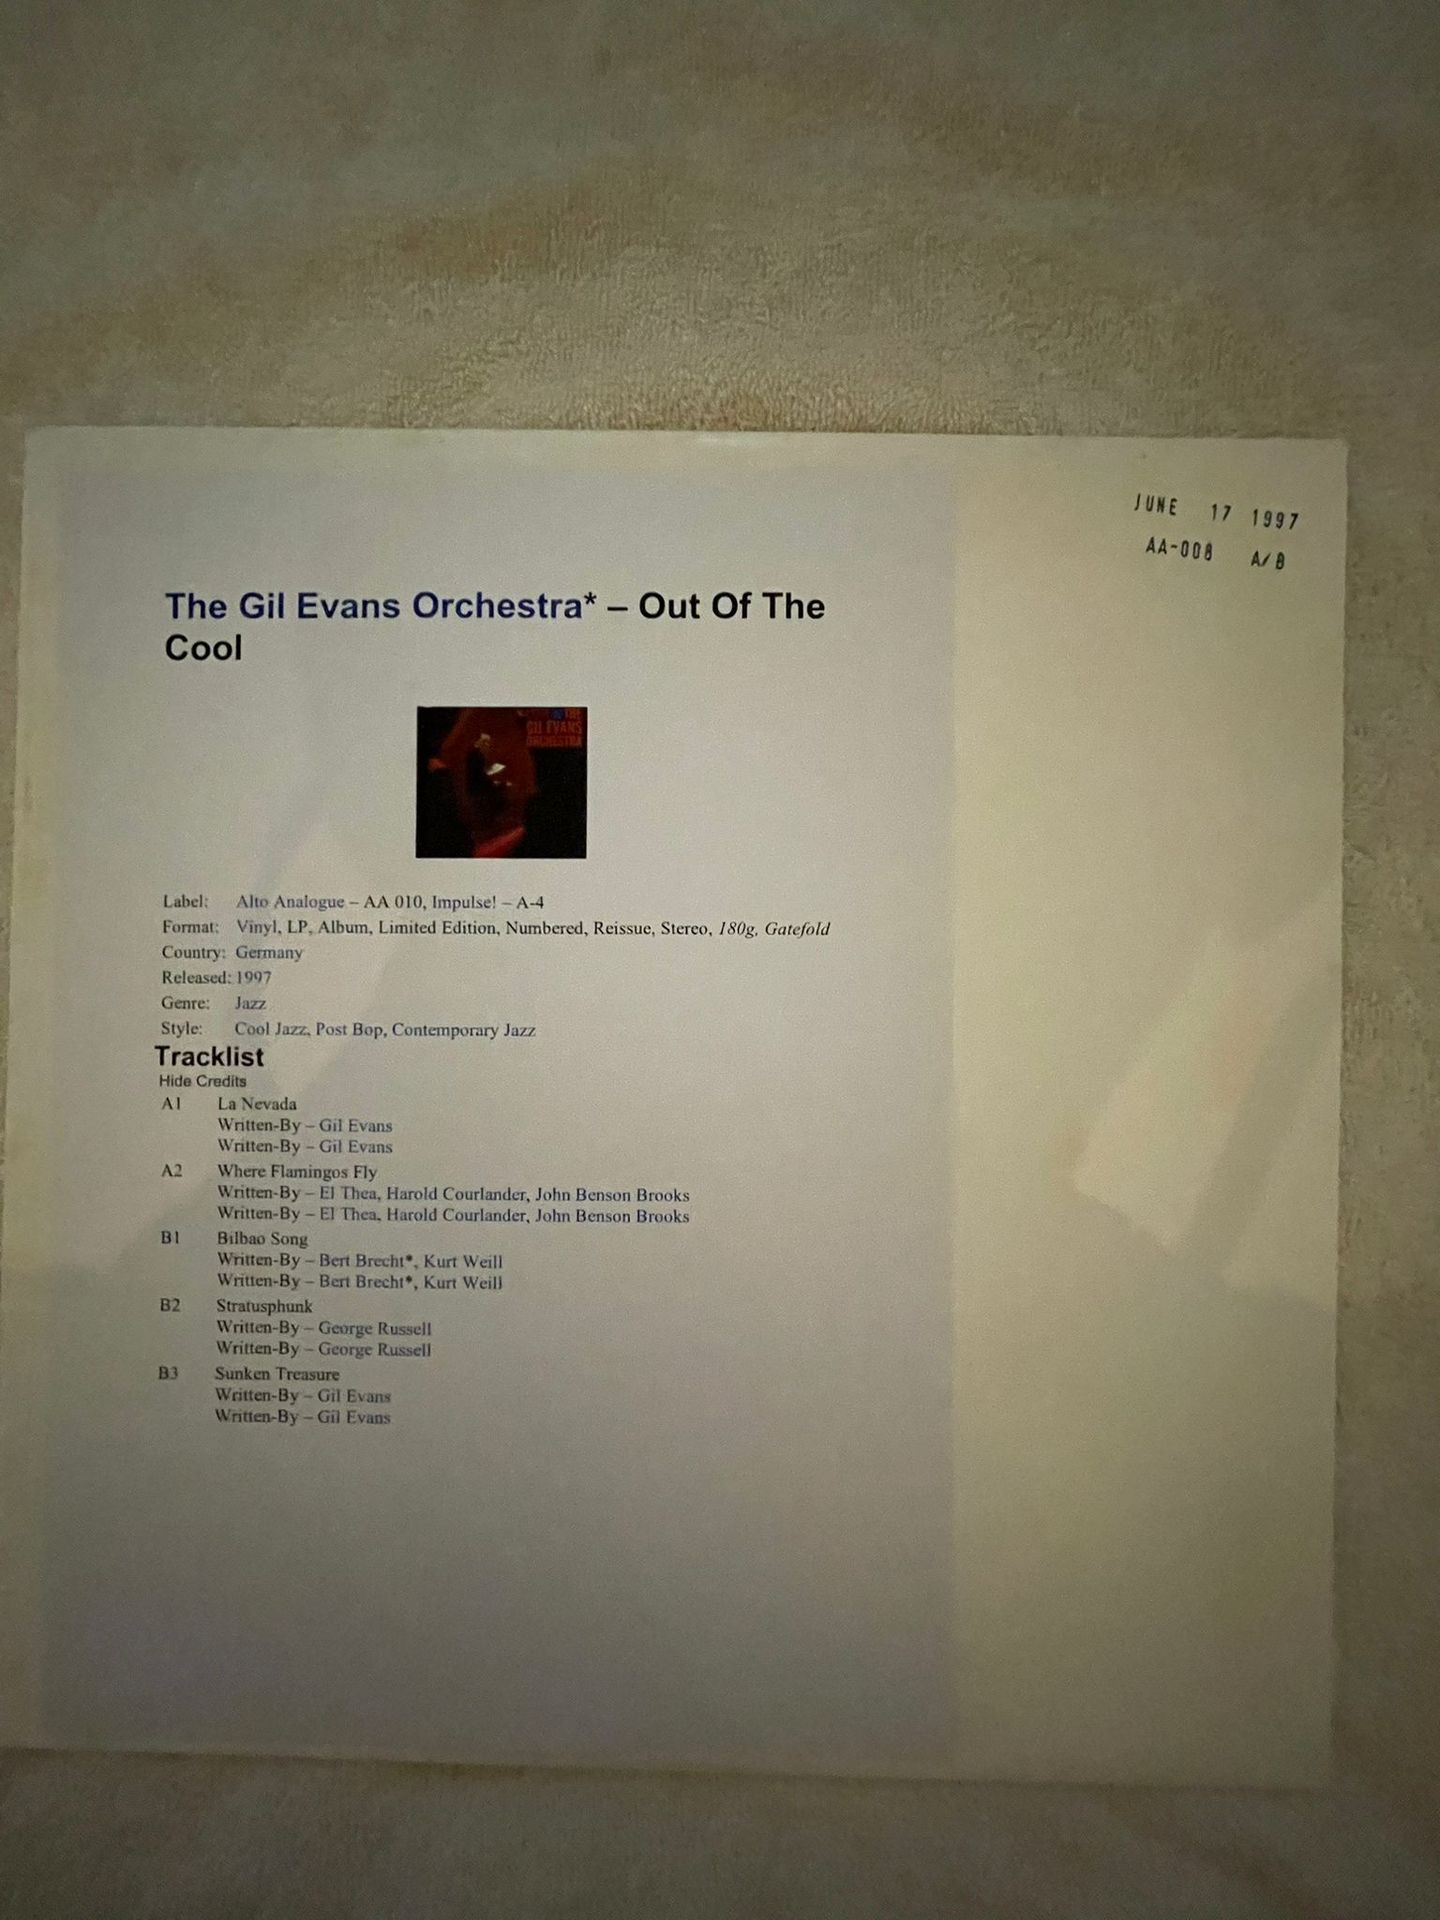 JUNE 17 1997
AA-008 A/B
The Gil Evans Orchestra* – Out Of The
Cool
THE
GIL EVANS
ORCHESTRA
Label: Alto Analogue – AA 010, Impulse! – A-4
Format: Vinyl, LP, Album, Limited Edition, Numbered, Reissue, Stereo, 180g, Gatefold
Country: Germany
Released: 1997
Genre: Jazz
Style: Cool Jazz, Post Bop, Contemporary Jazz
Tracklist
Hide Credits
A1 La Nevada
Written-By – Gil Evans
Written-By – Gil Evans
A2 Where Flamingos Fly
Written-By – El Thea, Harold Courlander, John Benson Brooks
Written-By – El Thea, Harold Courlander, John Benson Brooks
B1 Bilbao Song
Written-By – Bert Brecht*, Kurt Weill
Written-By – Bert Brecht*, Kurt Weill
B2 Stratusphunk
Written-By – George Russell
Written-By – George Russell
B3 Sunken Treasure
Written-By – Gil Evans
Written-By – Gil Evans